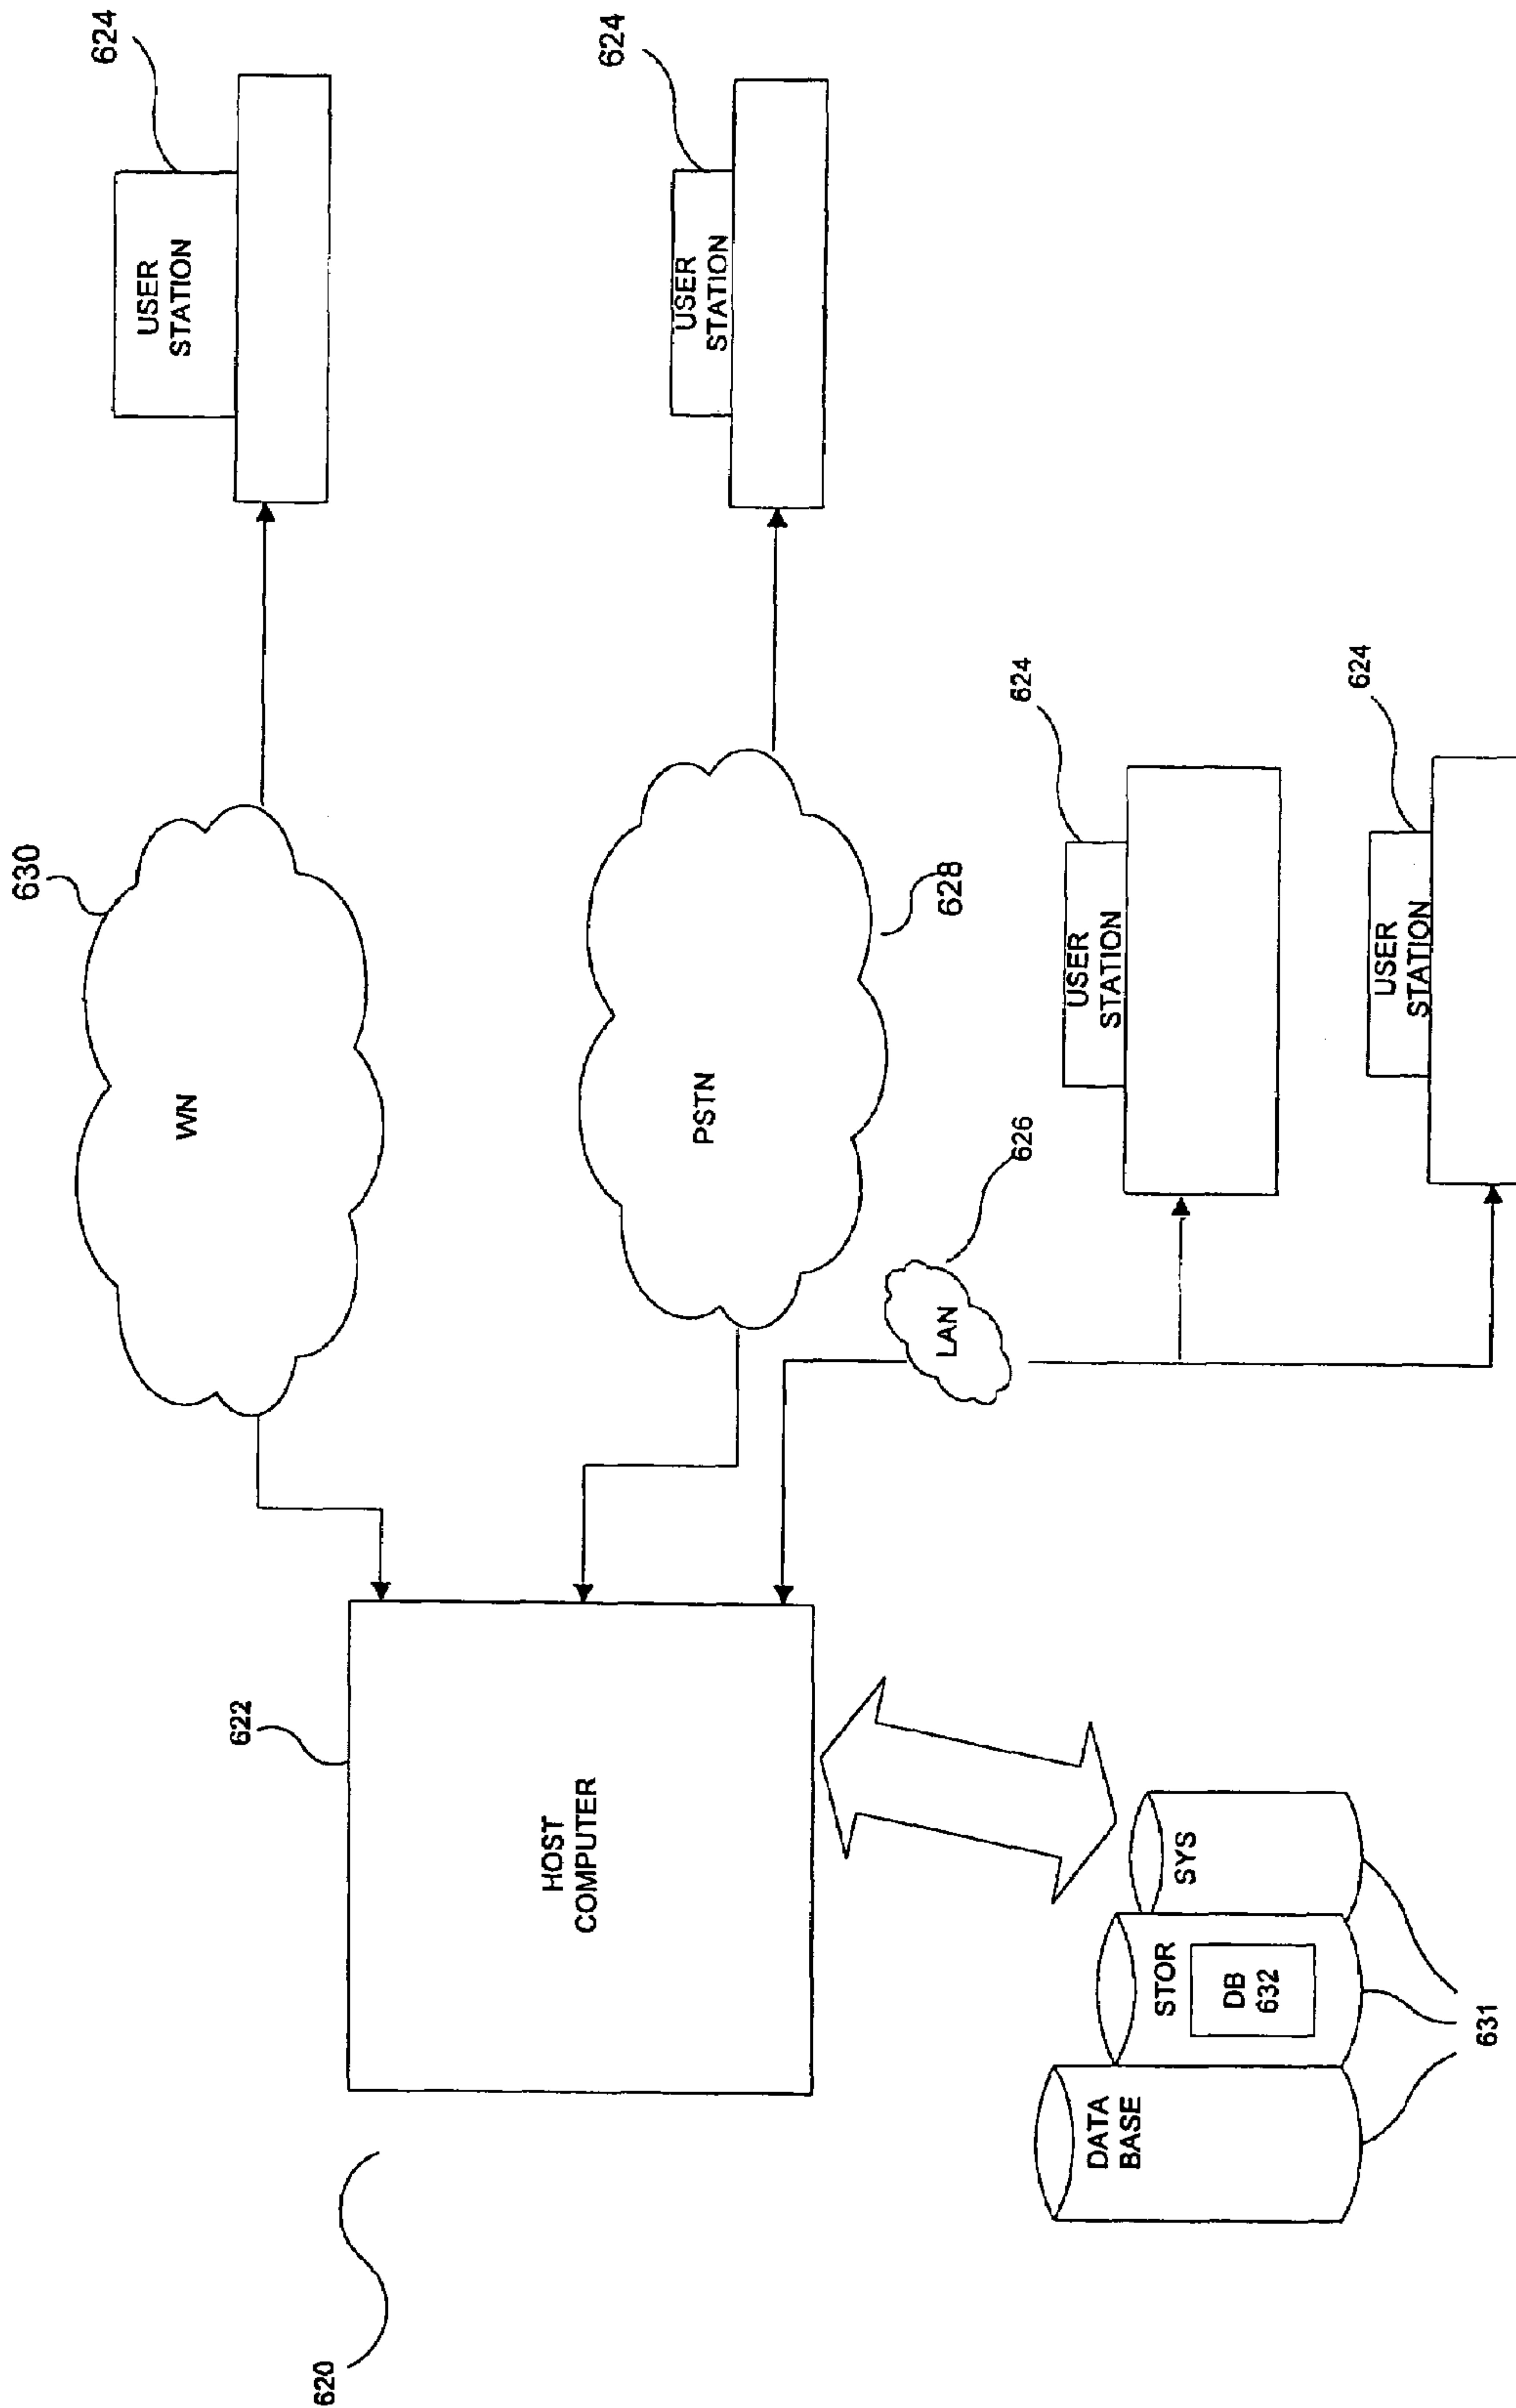 620
622
HOST
COMPUTER
630
WN
624
USER
STATION
628
PSTN
624
USER
STATION
626
LAN
624
USER
STATION
624
USER
STATION
DATA
BASE
STOR
DB
632
SYS
631